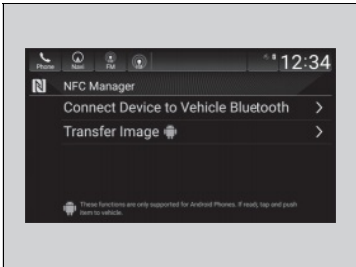 Phone Navi FM
12:34
NFC Manager
Connect Device to Vehicle Bluetooth
Transfer Image
These functions are only supported for Android Phones. If ready, tap and push
item to vehicle.